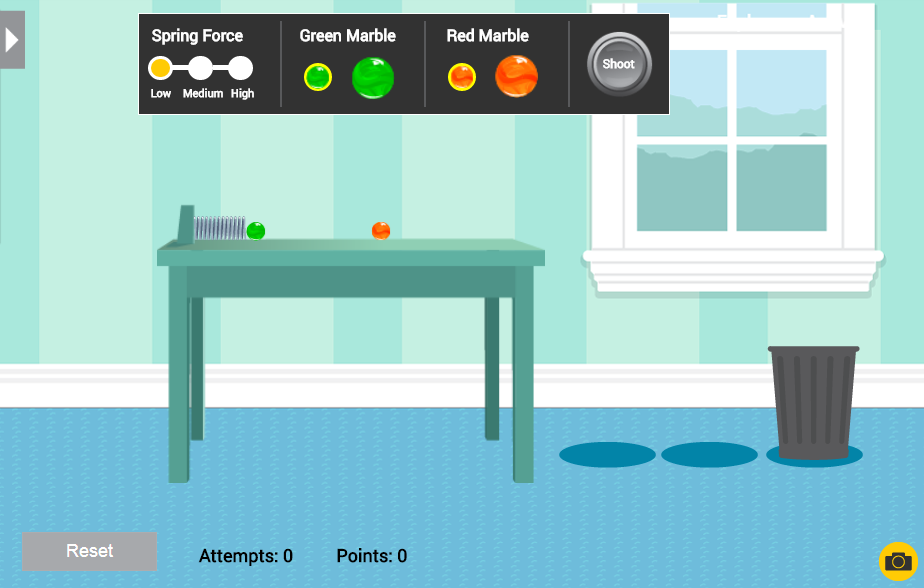 Spring Force
Low Medium High
Green Marble
Red Marble
Shoot
Reset
Attempts: 0
Points: 0